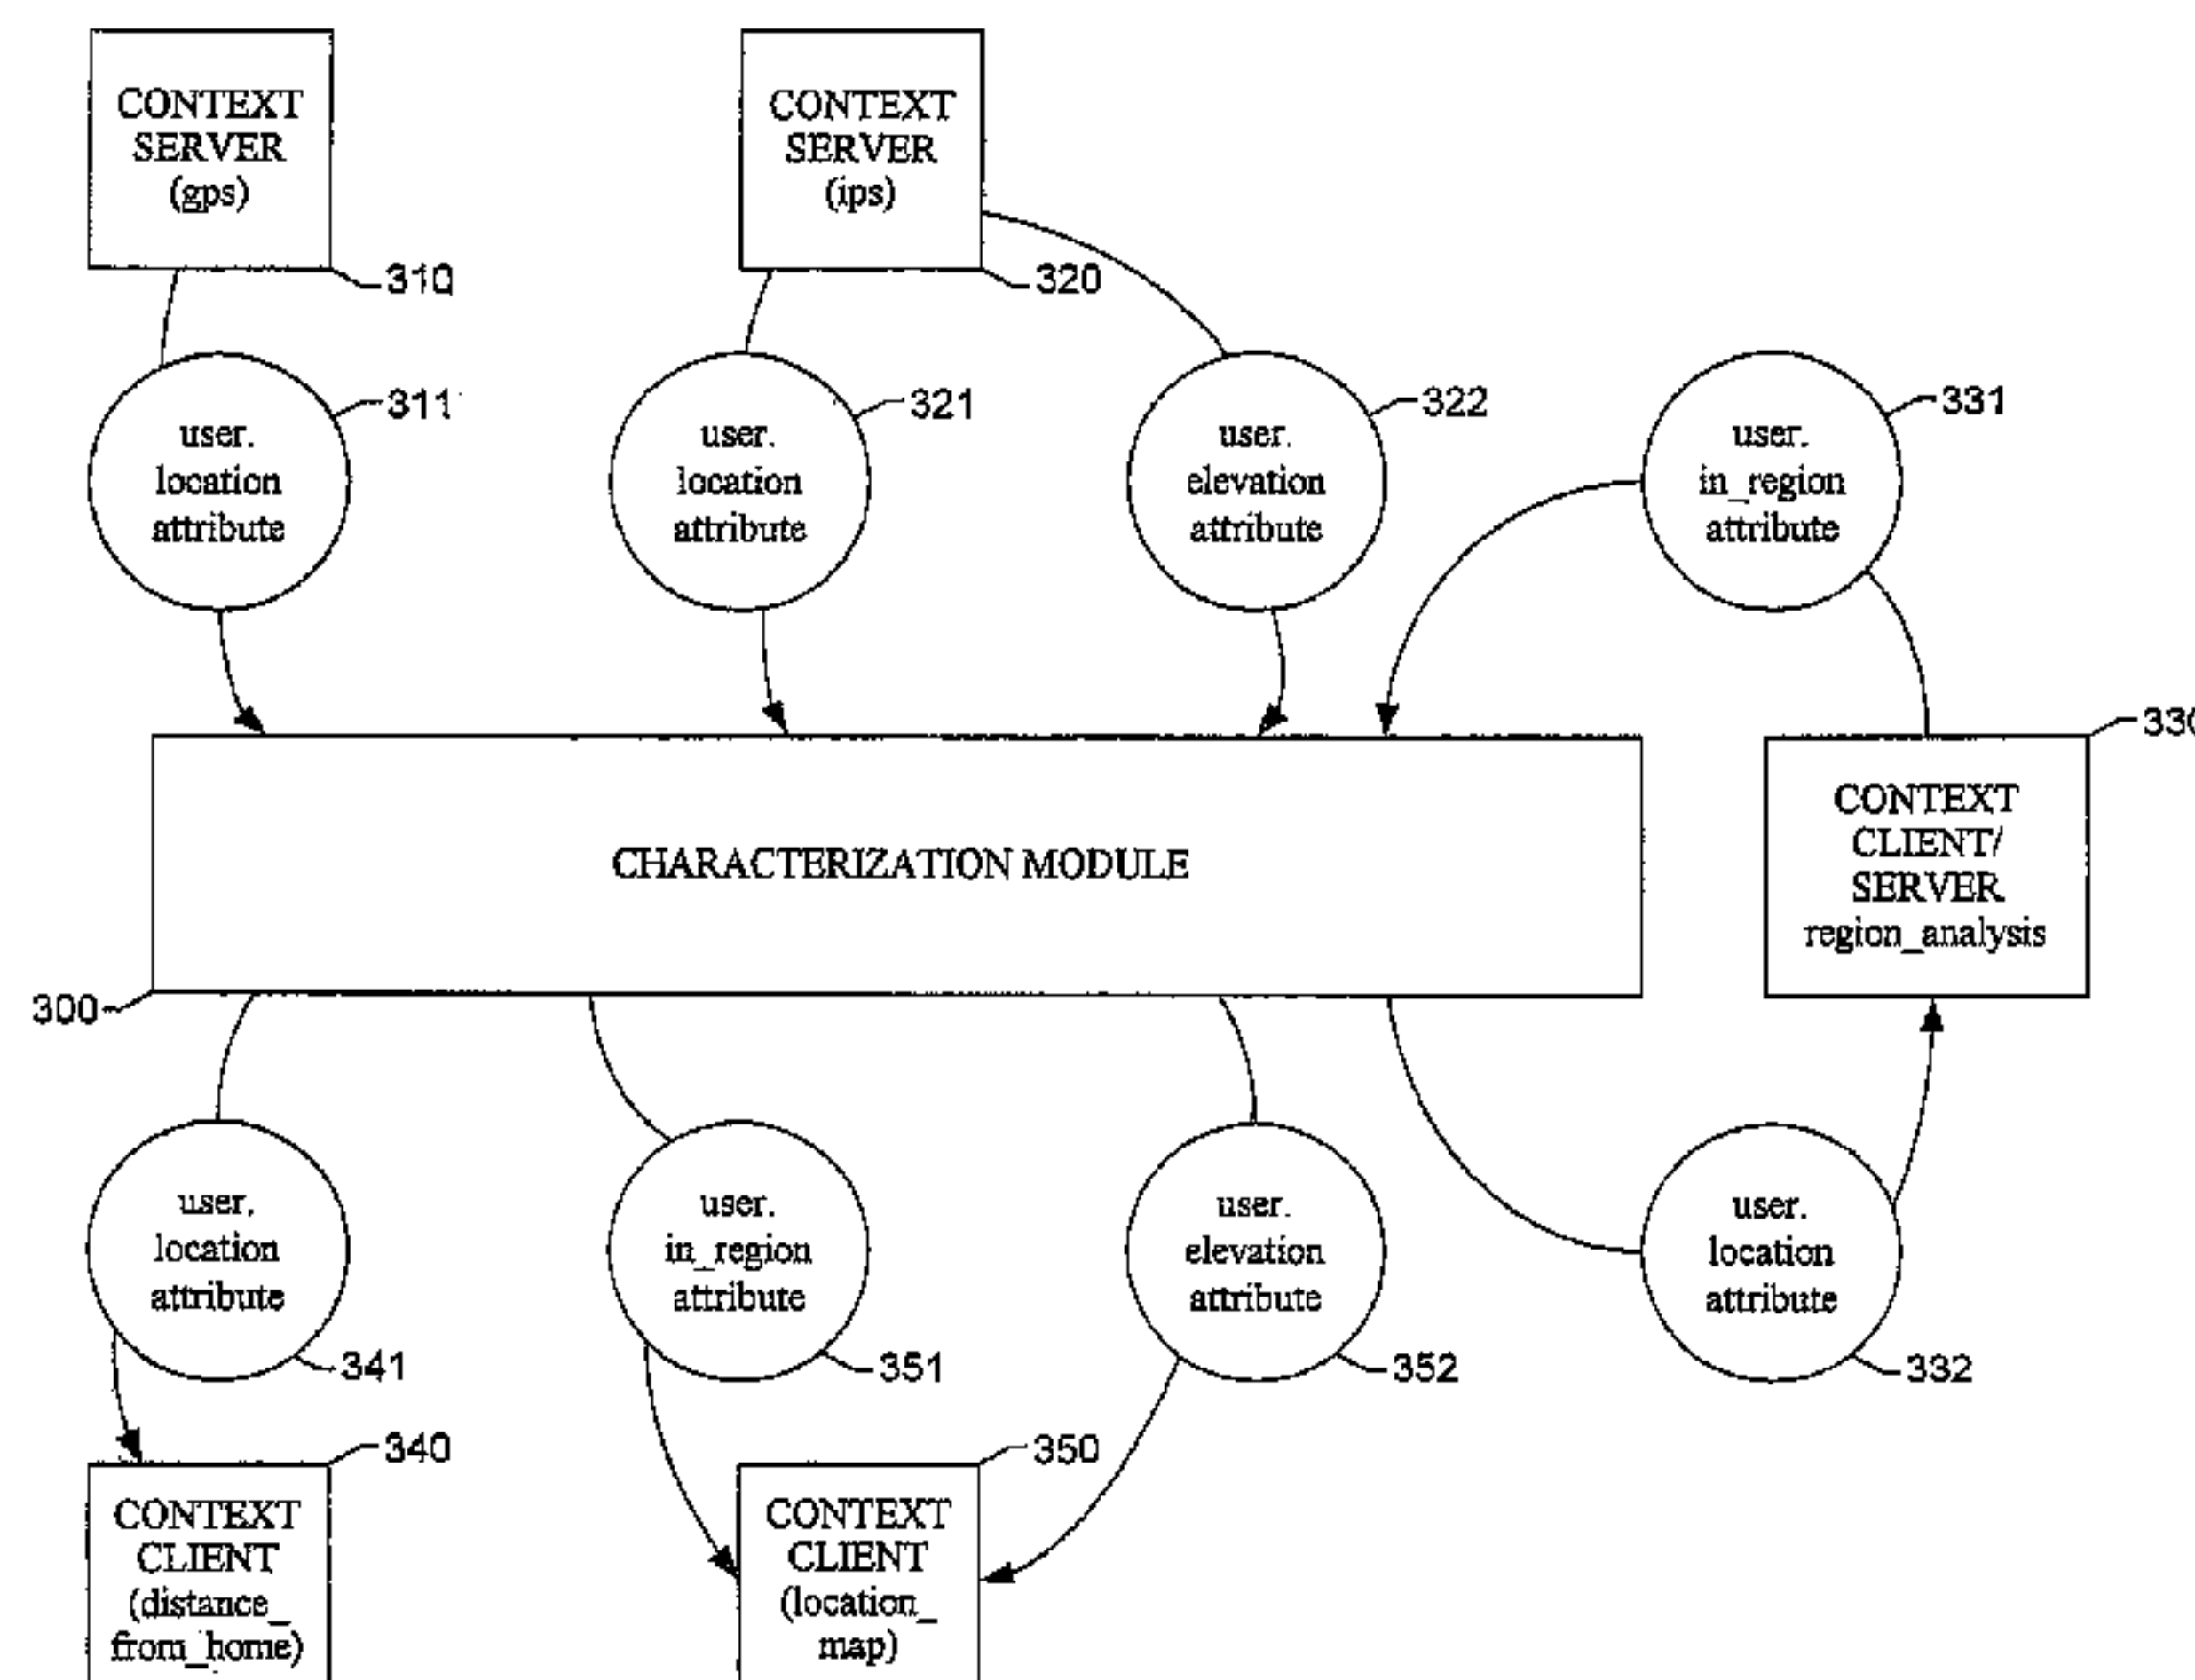 CONTEXT
SERVER
(gps)
310
CONTEXT
SERVER
(ips)
320
user.
location
attribute
311
user.
location
attribute
321
user.
elevation
attribute
322
user.
in_region
attribute
331
CHARACTERIZATION MODULE
300
CONTEXT
CLIENT/
SERVER
region_analysis
330
user.
location
attribute
341
user.
in_region
attribute
351
user.
elevation
attribute
352
user.
location
attribute
332
CONTEXT
CLIENT
(distance_
from_home)
340
CONTEXT
CLIENT
(location_
map)
350